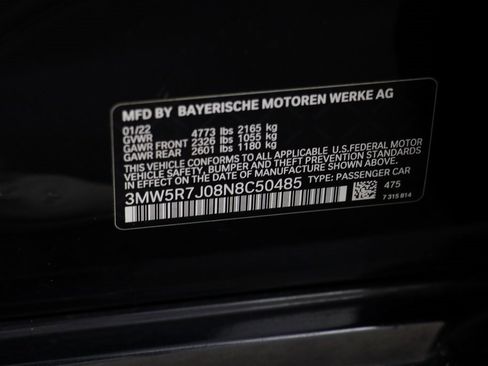 MFD BY BAYERISCHE MOTOREN WERKE AG
01/22
GVWR 4773 lbs 2165 kg
GAWR FRONT 2326 lbs 1055 kg
GAWR REAR 2601 lbs 1180 kg
THIS VEHICLE CONFORMS TO ALL APPLICABLE U.S.FEDERAL MOTOR
VEHICLE SAFETY, BUMPER AND THEFT PREVENTION STANDARDS
IN EFFECT ON THE DATE OF MANUFACTURE SHOWN ABOVE.
3MW5R7J08N8C50485 TYPE: PASSENGER CAR
475
7 315 814